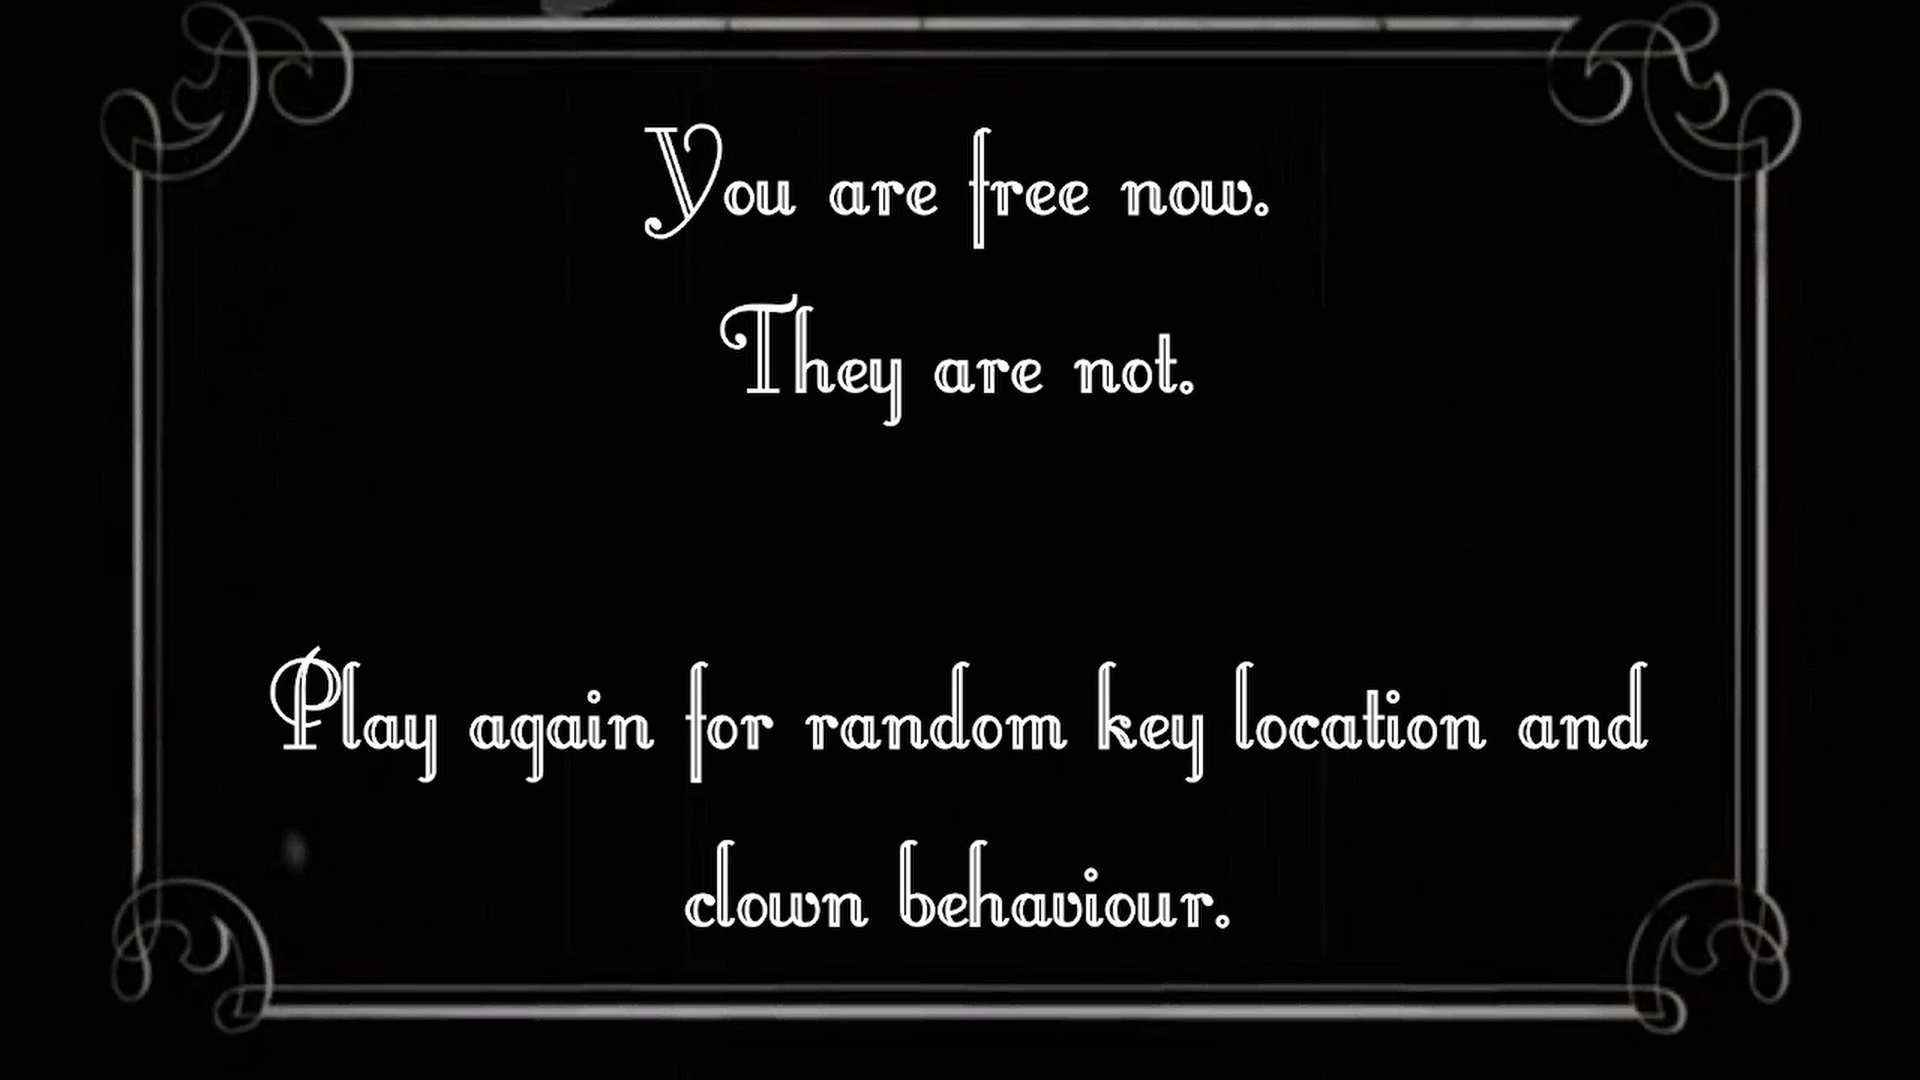 You are free now.
They are not.
Play again for random key location and
clown behaviour.